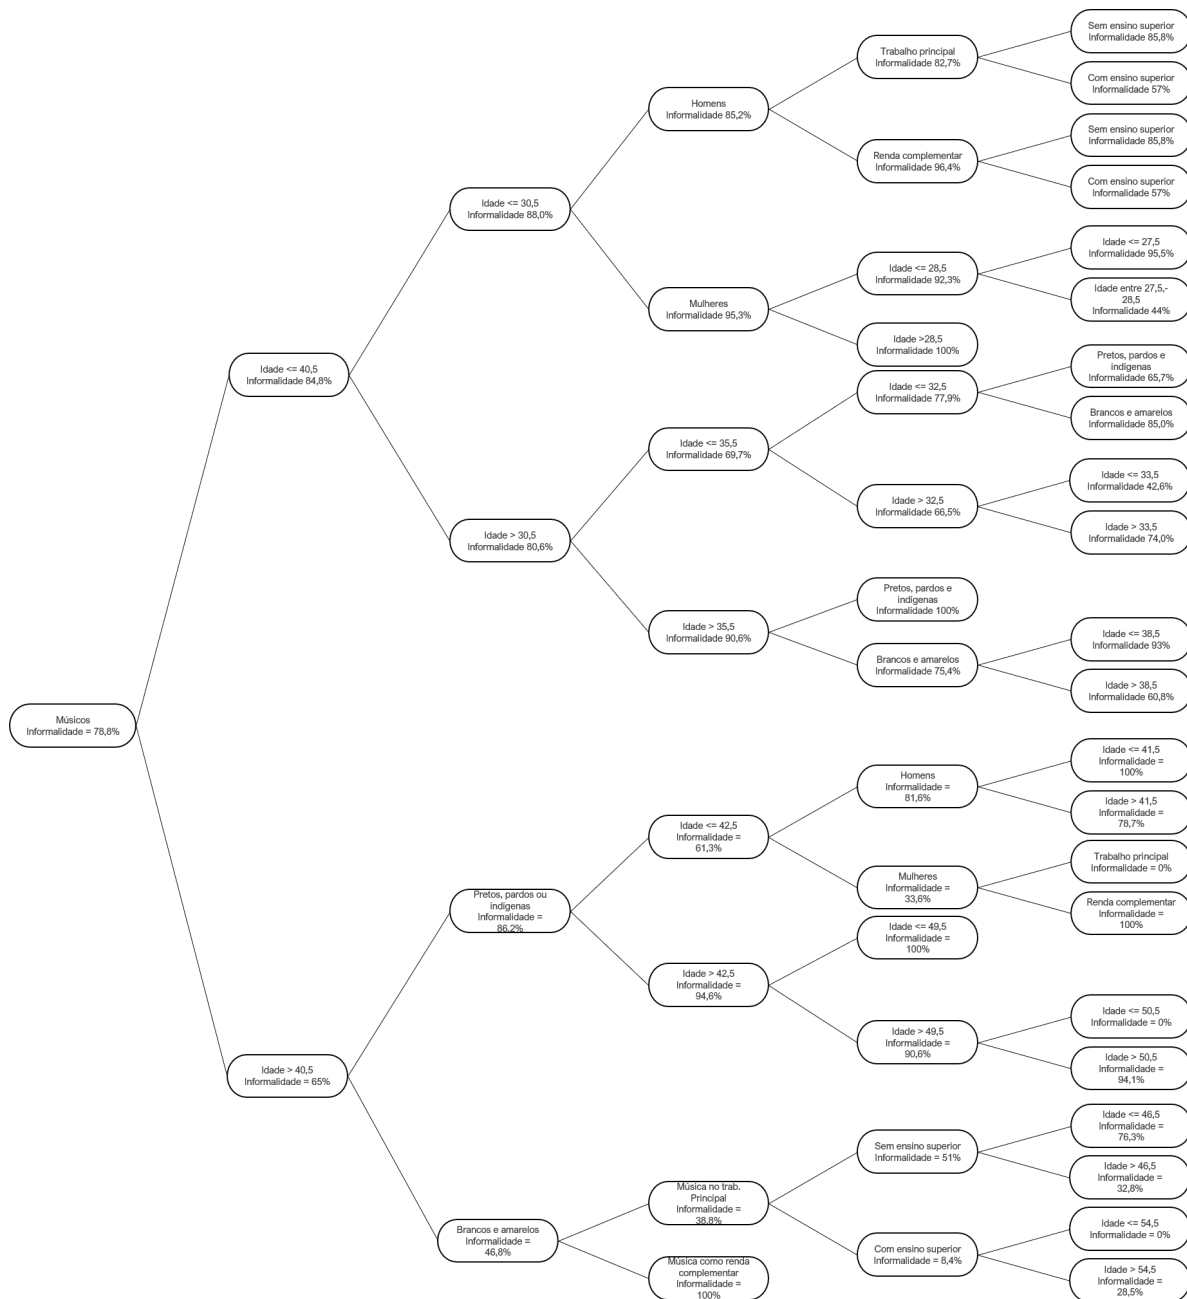 Sem ensino superior
Informalidade 85,8%
Trabalho principal
Informalidade 82,7%
Com ensino superior
Informalidade 57%
Homens
Informalidade 85,2%
Sem ensino superior
Informalidade 85,8%
Renda complementar
Informalidade 96,4%
Com ensino superior
Informalidade 57%
Idade <= 30,5
Informalidade 88,0%
Idade <= 27,5
Informalidade 95,5%
Idade <= 28,5
Informalidade 92,3%
Idade entre 27,5,-
28,5
Informalidade 44%
Mulheres
Informalidade 95,3%
Idade >28,5
Informalidade 100%
Idade <= 40,5
Informalidade 84,8%
Pretos, pardos e
indígenas
Informalidade 65,7%
Idade <= 32,5
Informalidade 77,9%
Brancos e amarelos
Informalidade 85,0%
Idade <= 35,5
Informalidade 69,7%
Idade <= 33,5
Informalidade 42,6%
Idade > 32,5
Informalidade 66,5%
Idade > 33,5
Informalidade 74,0%
Idade > 30,5
Informalidade 80,6%
Pretos, pardos e
indígenas
Informalidade 100%
Idade > 35,5
Informalidade 90,6%
Idade <= 38,5
Informalidade 93%
Brancos e amarelos
Informalidade 75,4%
Idade > 38,5
Informalidade 60,8%
Músicos
Informalidade = 78,8%
Idade <= 41,5
Informalidade =
100%
Homens
Informalidade =
81,6%
Idade > 41,5
Informalidade =
78,7%
Idade <= 42,5
Informalidade =
61,3%
Trabalho principal
Informalidade = 0%
Mulheres
Informalidade =
33,6%
Renda complementar
Informalidade =
100%
Pretos, pardos ou
indígenas
Informalidade =
86,2%
Idade <= 49,5
Informalidade =
100%
Idade > 42,5
Informalidade =
94,6%
Idade <= 50,5
Informalidade = 0%
Idade > 49,5
Informalidade =
90,6%
Idade > 50,5
Informalidade =
94,1%
Idade > 40,5
Informalidade = 65%
Idade <= 46,5
Informalidade =
76,3%
Sem ensino superior
Informalidade = 51%
Idade > 46,5
Informalidade =
32,8%
Música no trab.
Principal
Informalidade =
38,8%
Brancos e amarelos
Informalidade =
46,8%
Idade <= 54,5
Informalidade = 0%
Com ensino superior
Informalidade = 8,4%
Idade > 54,5
Informalidade =
28,5%
Música como renda
complementar
Informalidade =
100%